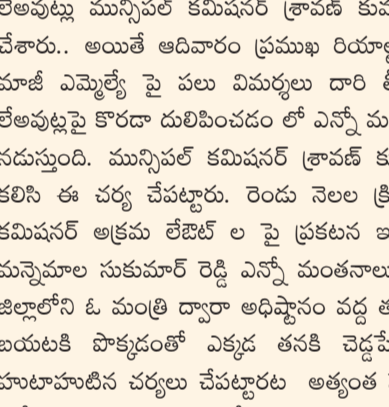 లేఅవుట్లు మున్సిపల్ కమిషనర్ శ్రావణ్
చేశారు.. అయితే ఆదివారం ప్రముఖ
మాజీ ఎమ్మెల్యే పై పలు విమర్శలు దారి
లేఅవుట్లపై కొరడా దులిపించడం లో ఎన్నో
నడుస్తుంది. మున్సిపల్ కమిషనర్ శ్రావణ్
కలిసి ఈ చర్య చేపట్టారు. రెండు నెలల
కమిషనర్ అక్రమ లేఔట్ ల పై ప్రకటన
మన్నెమాల సుకుమార్ రెడ్డి ఎన్నో మంతనాలు
జిల్లాలోని ఓ మంత్రి ద్వారా అధిష్టానం వద్ద
బయటకి పొక్కడంతో ఎక్కడ తనకి
హుటాహుటిన చర్యలు చేపట్టారట అత్యంత